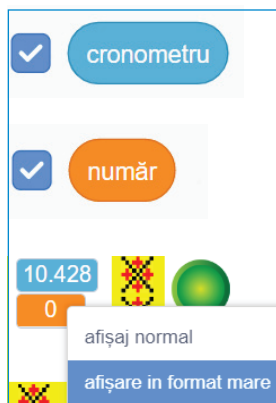 cronometru
număr
10.428
0
afișaj normal
afișare in format mare